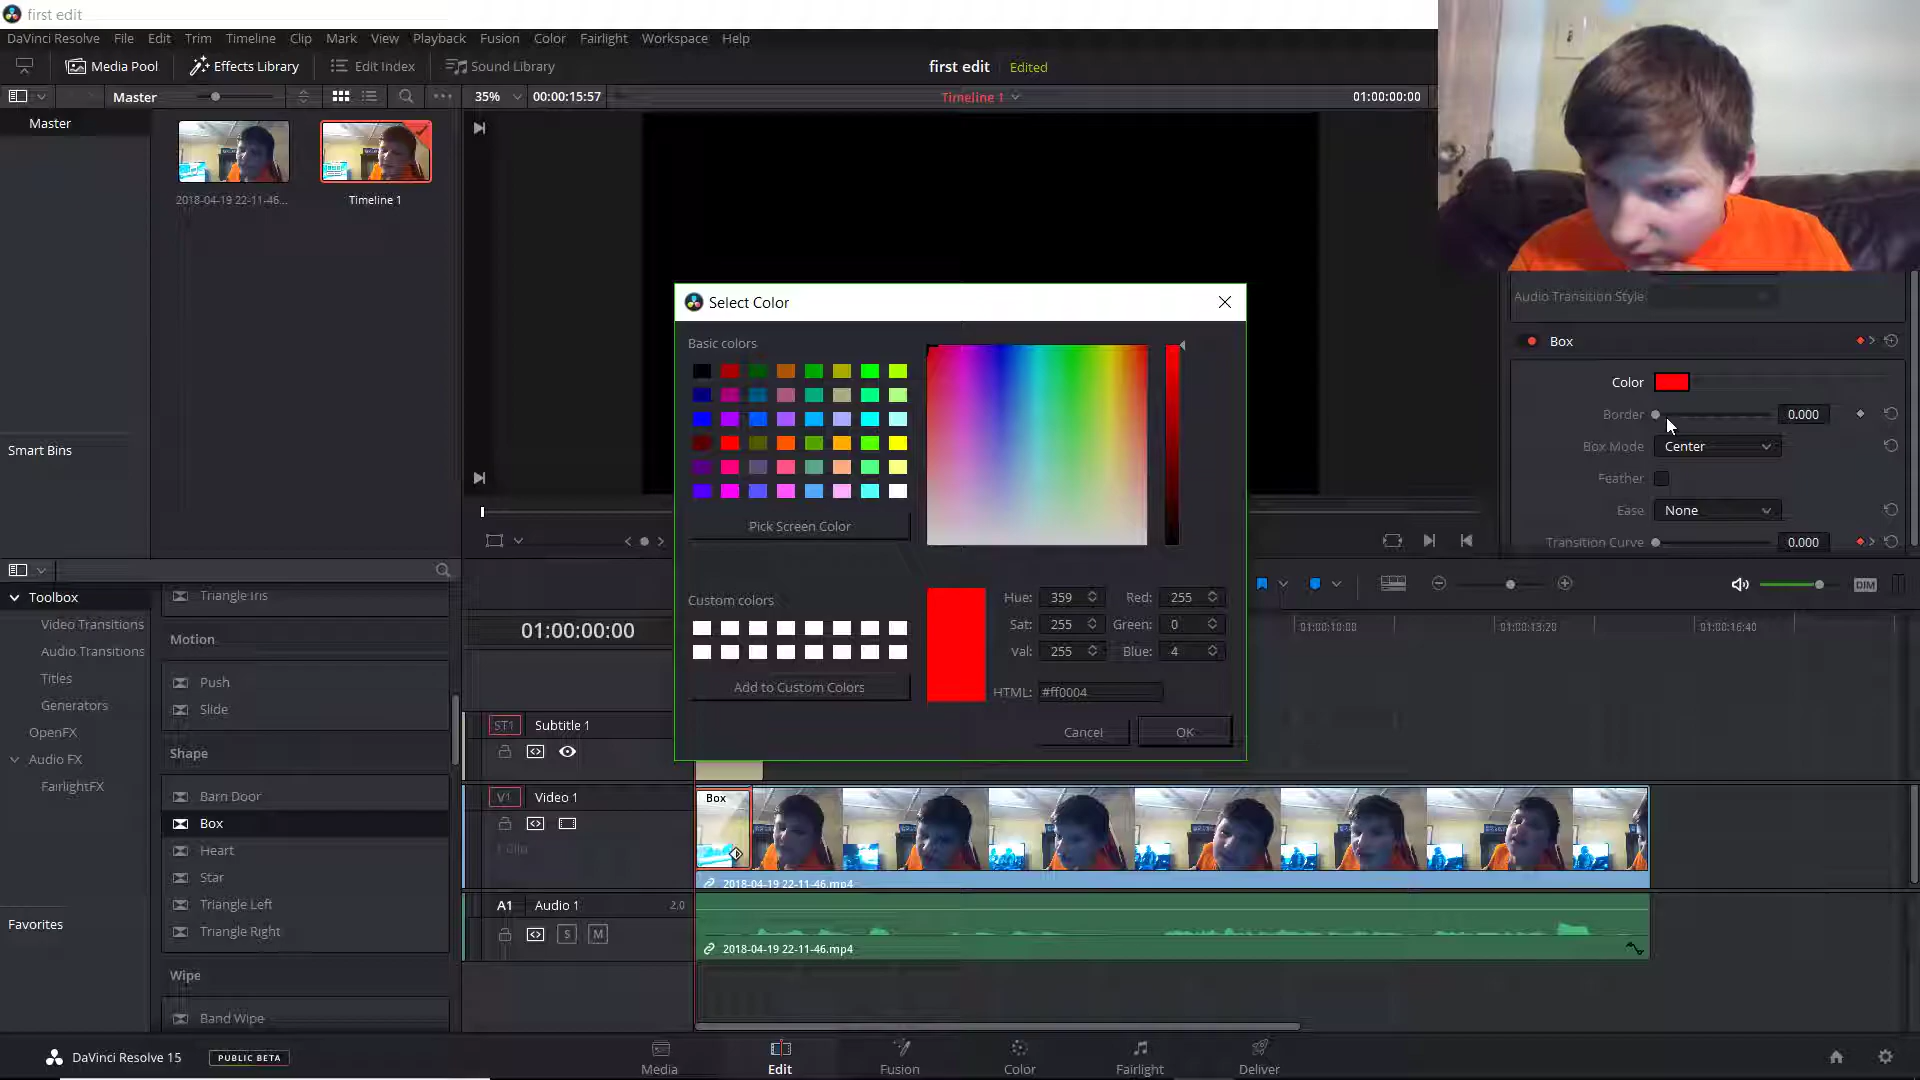 first edit
DaVinci Resolve File Edit Trim Timeline Clip Mark View Playback Fusion Color Fairlight Workspace Help
Media Pool Effects Library Edit Index Sound Library first edit Edited
Master 35% 00:00:15:57 Timeline 1 01:00:00:00
Master
2018-04-19 22-11-46... Timeline 1
Smart Bins
Select Color
Basic colors
Pick Screen Color
Custom colors
Add to Custom Colors
Hue: 359 Red: 255
Sat: 255 Green: 0
Val: 255 Blue: 4
HTML: #ff0004
Cancel OK
Audio Transition Style
Box
Color
Border 0.000
Box Mode Center
Feather
Ease None
Transition Curve 0.000
DIM
Toolbox
Video Transitions
Audio Transitions
Titles
Generators
OpenFX
Audio FX
FairlightFX
Favorites
Triangle Iris
Motion
Push
Slide
Shape
Barn Door
Box
Heart
Star
Triangle Left
Triangle Right
Wipe
Band Wipe
01:00:00:00
01:00:10:00 01:00:13:20 01:00:16:40
ST1 Subtitle 1
V1 Video 1
1 Clip
Box
2018-04-19 22-11-46.mp4
A1 Audio 1 2.0
S M
2018-04-19 22-11-46.mp4
DaVinci Resolve 15 PUBLIC BETA
Media Edit Fusion Color Fairlight Deliver